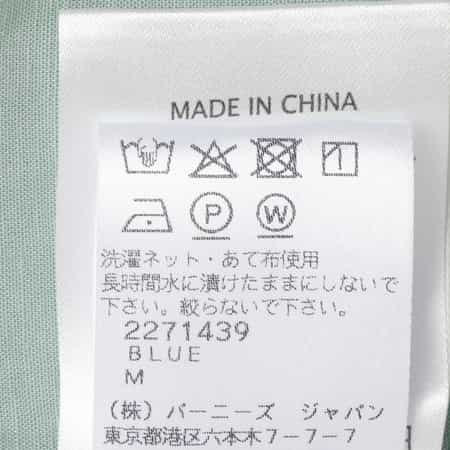 MADE IN CHINA
P W
洗濯ネット・あて布使用
長時間水に漬けたままにしないで
下さい。絞らないで下さい。
2271439
BLUE
M
(株) バーニーズ ジャパン
東京都港区六本木7-7-7